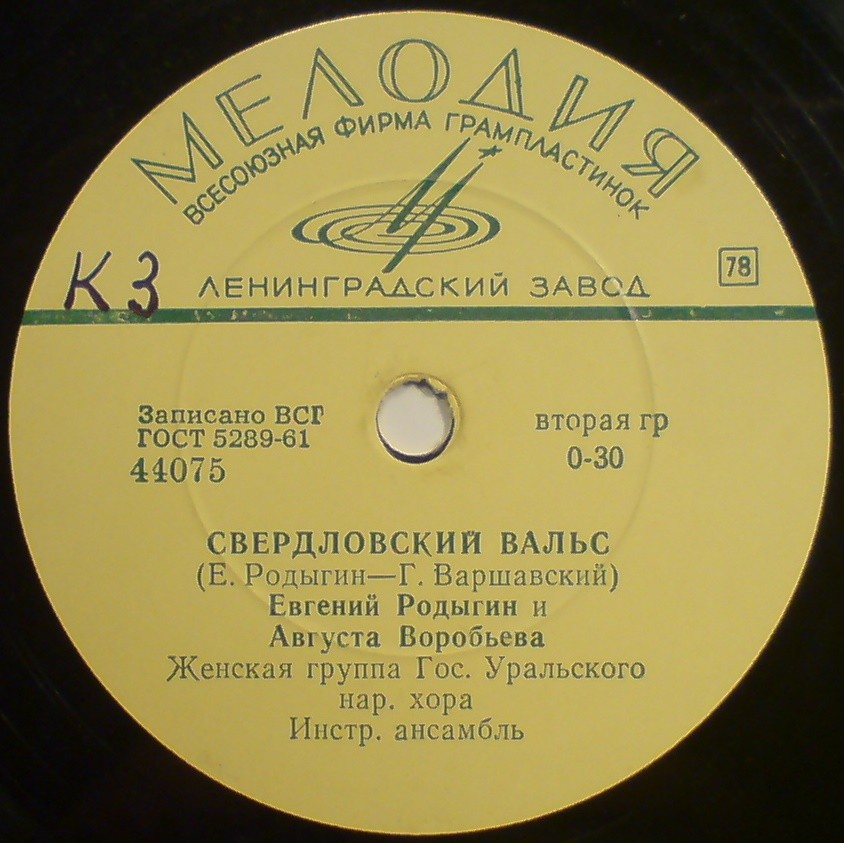 МЕЛОДИЯ
ВСЕСОЮЗНАЯ ФИРМА ГРАМПЛАСТИНОК
К3
ЛЕНИНГРАДСКИЙ ЗАВОД
78
Записано ВСГ
ГОСТ 5289-61
44075
вторая гр
0-30
СВЕРДЛОВСКИЙ ВАЛЬС
(Е. Родыгин—Г. Варшавский)
Евгений Родыгин и
Августа Воробьева
Женская группа Гос. Уральского
нар. хора
Инстр. ансамбль